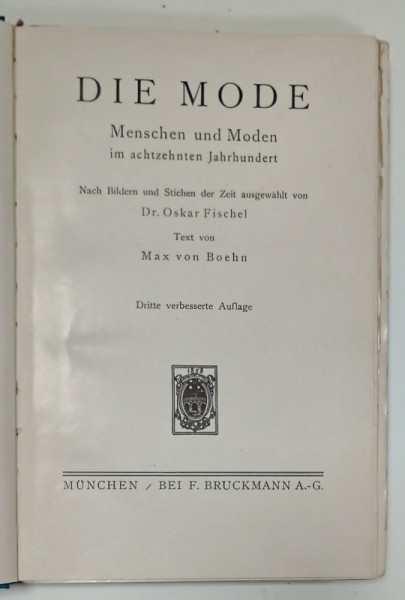 DIE MODE
Menschen und Moden
im achtzehnten Jahrhundert
Nach Bildern und Stichen der Zeit ausgewählt von
Dr. Oskar Fischel
Text von
Max von Boehn
Dritte verbesserte Auflage
1858
MÜNCHEN / BEI F. BRUCKMANN A.-G.